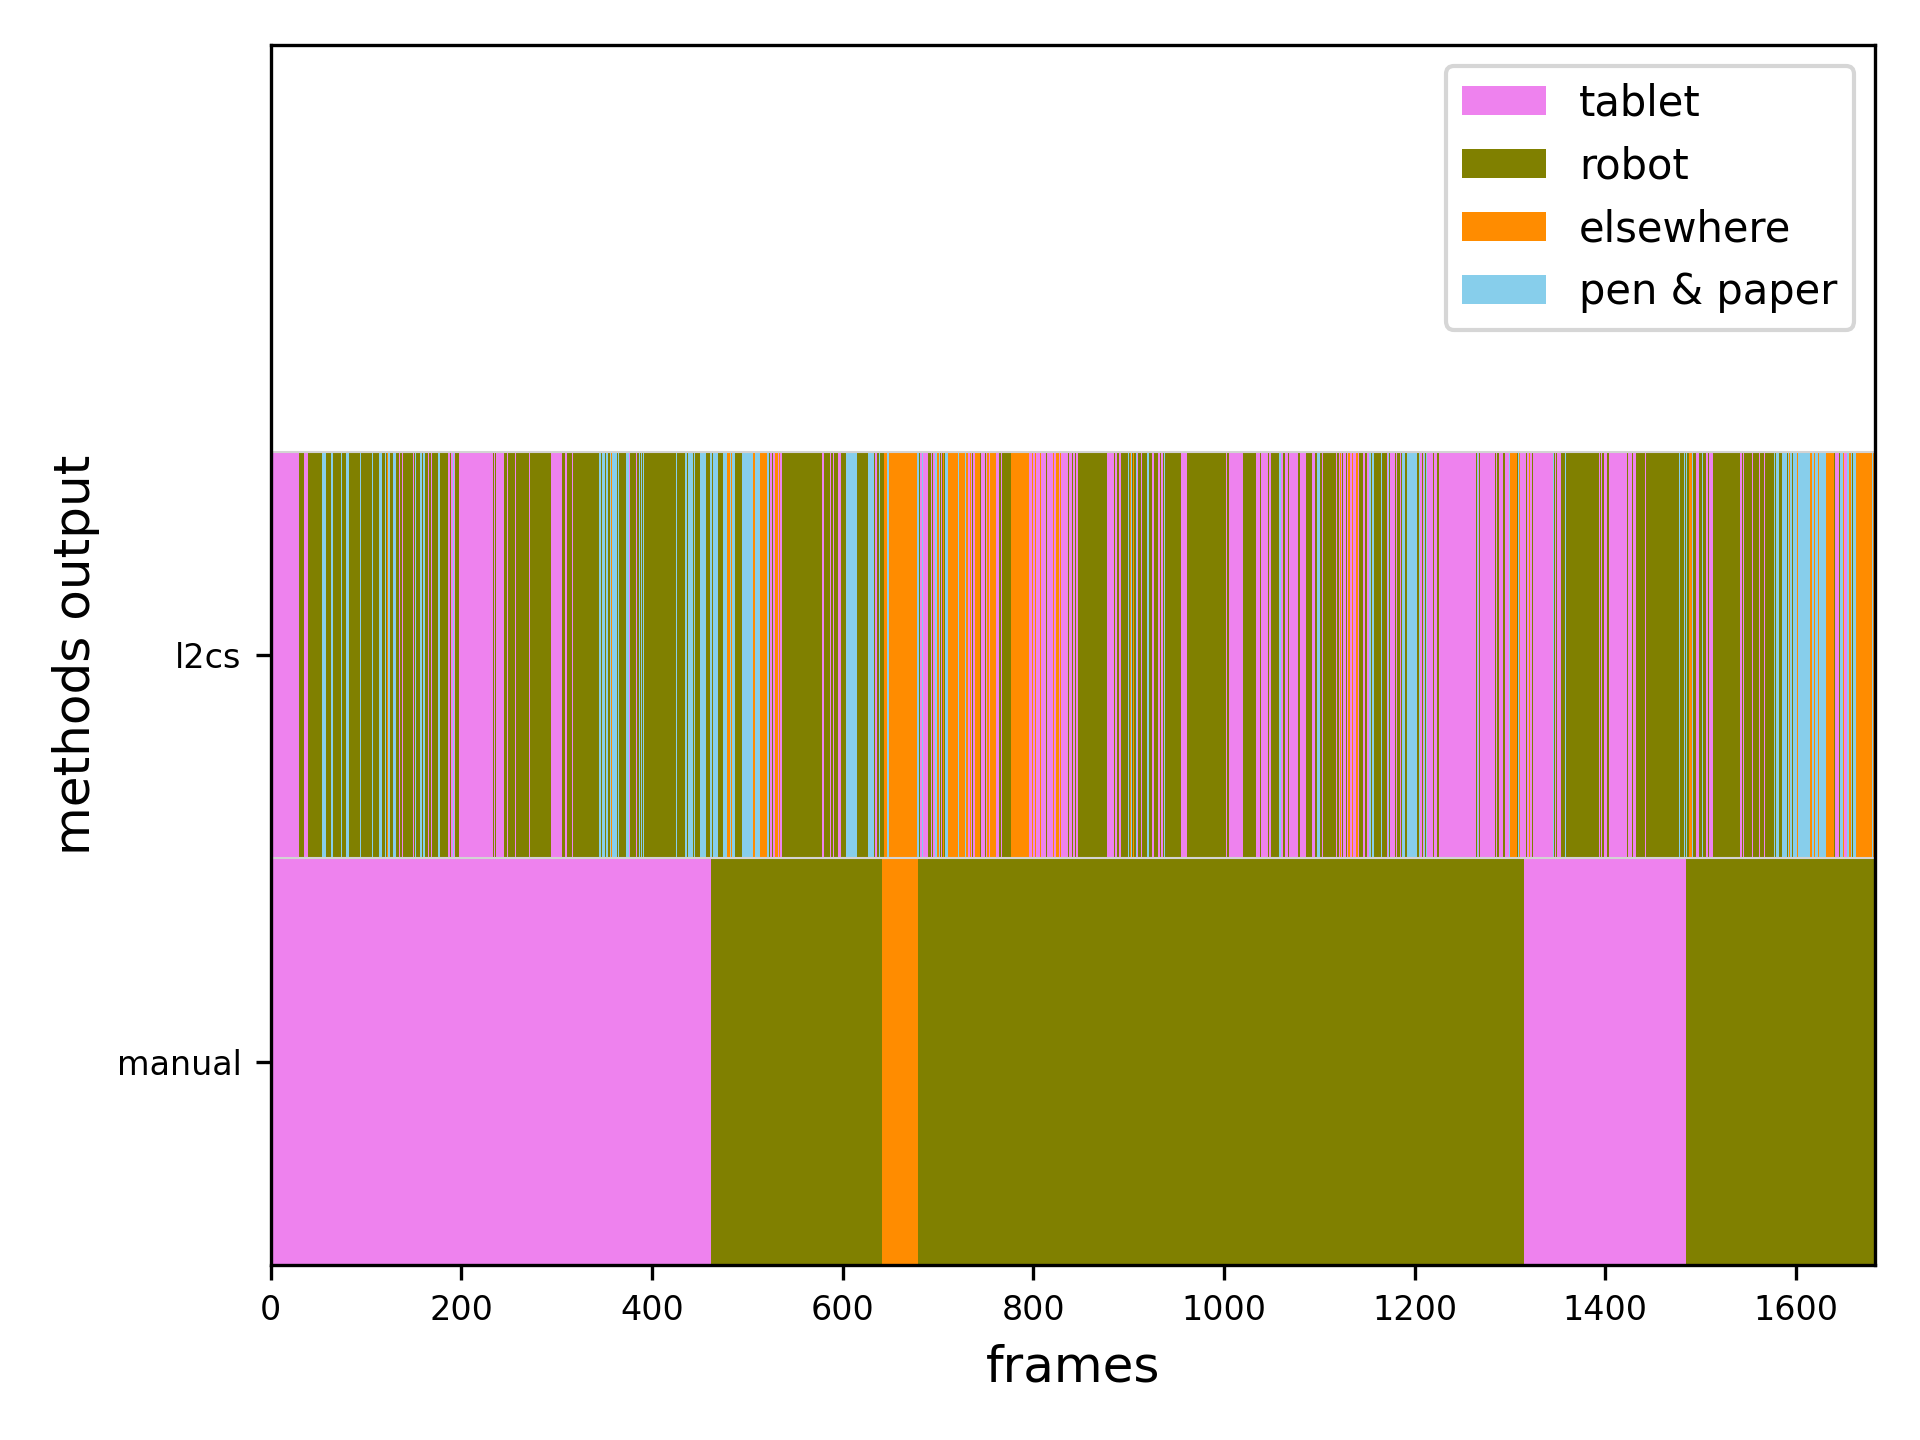 tablet
robot
elsewhere
pen & paper
methods output
l2cs
manual
0 200 400 600 800 1000 1200 1400 1600
frames